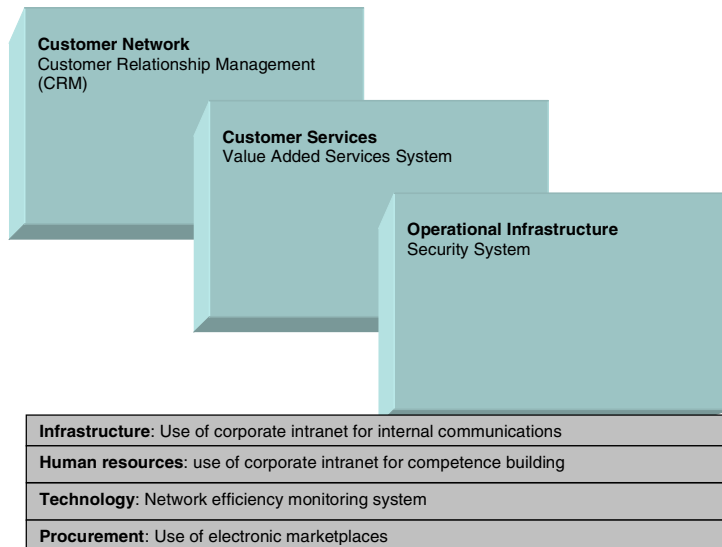 Customer Network
Customer Relationship Management
(CRM)
Customer Services
Value Added Services System
Operational Infrastructure
Security System
Infrastructure: Use of corporate intranet for internal communications
Human resources: use of corporate intranet for competence building
Technology: Network efficiency monitoring system
Procurement: Use of electronic marketplaces